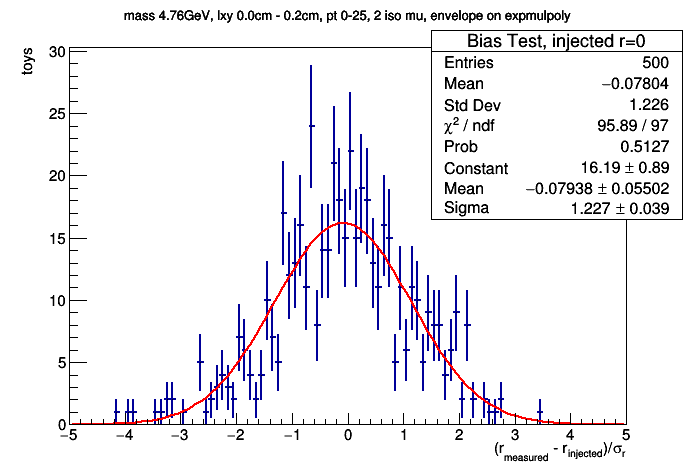 mass 4.76GeV, lxy 0.0cm - 0.2cm, pt 0-25, 2 iso mu, envelope on expmulpoly
Bias Test, injected r=0
Entries 500
Mean −0.07804
Std Dev 1.226
χ² / ndf 95.89 / 97
Prob 0.5127
Constant 16.19 ± 0.89
Mean −0.07938 ± 0.05502
Sigma 1.227 ± 0.039
toys
30
25
20
15
10
5
0
−5 −4 −3 −2 −1 0 1 2 3 4 5
(r_measured - r_injected)/σ_r